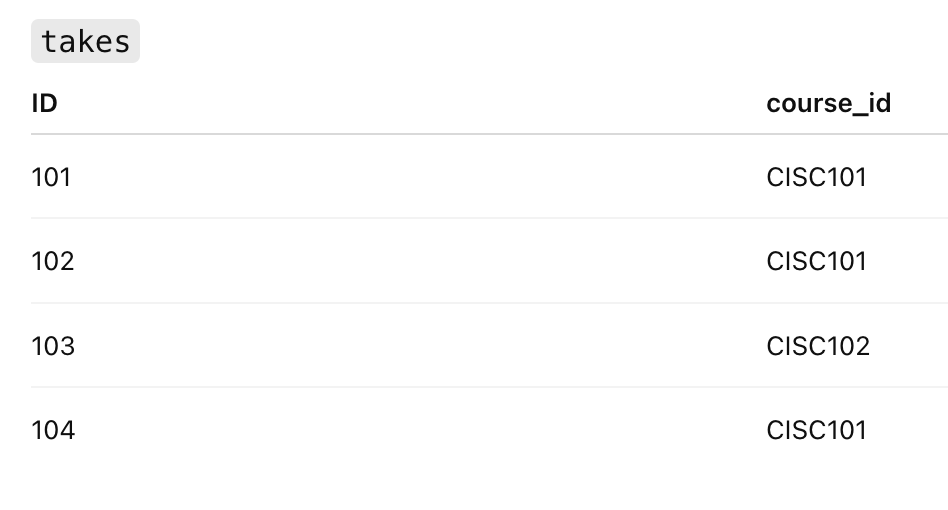 takes
ID course_id
101 CISC101
102 CISC101
103 CISC102
104 CISC101